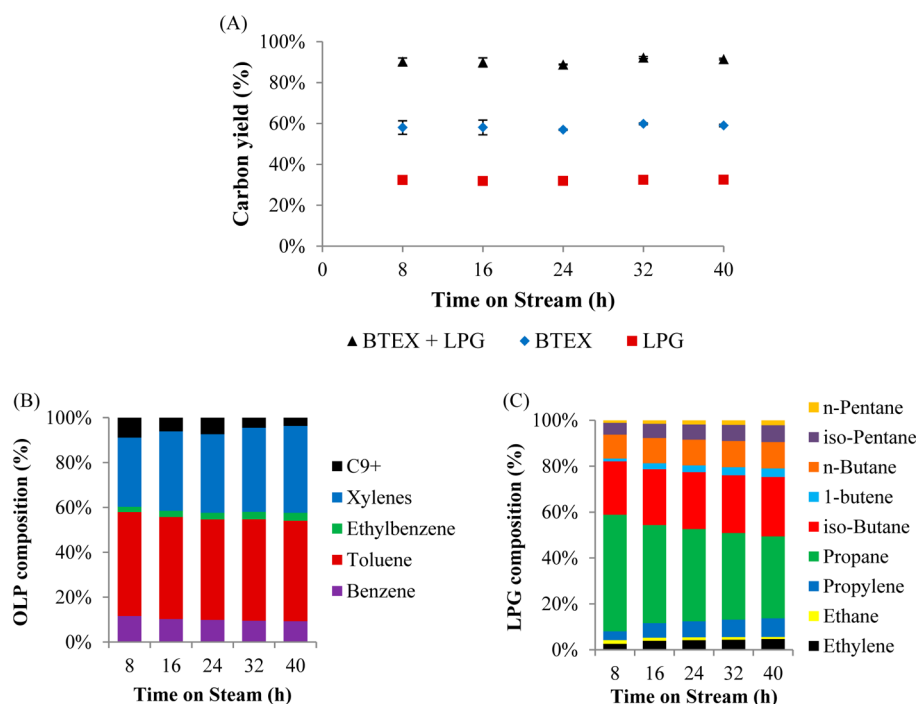 (A)
Carbon yield (%)
100%
80%
60%
40%
20%
0%
0 8 16 24 32 40
Time on Stream (h)
BTEX + LPG BTEX LPG
(B)
OLP composition (%)
100%
80%
60%
40%
20%
0%
8 16 24 32 40
Time on Steam (h)
C9+
Xylenes
Ethylbenzene
Toluene
Benzene
(C)
LPG composition (%)
100%
80%
60%
40%
20%
0%
8 16 24 32 40
Time on Stream (h)
n-Pentane
iso-Pentane
n-Butane
1-butene
iso-Butane
Propane
Propylene
Ethane
Ethylene